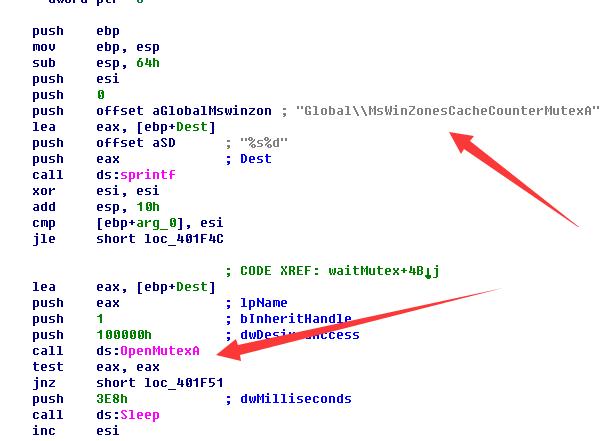 dword ptr
push ebp
mov ebp, esp
sub esp, 64h
push esi
push 0
push offset aGlobalMswinzon ; "Global\\MsWinZonesCacheCounterMutexA"
lea eax, [ebp+Dest]
push offset aSD ; "%s%d"
push eax ; Dest
call ds:sprintf
xor esi, esi
add esp, 10h
cmp [ebp+arg_0], esi
jle short loc_401F4C
; CODE XREF: waitMutex+4B↓j
lea eax, [ebp+Dest]
push eax ; lpName
push 1 ; bInheritHandle
push 100000h ;
call ds:OpenMutexA
test eax, eax
jnz short loc_401F51
push 3E8h ; dwMilliseconds
call ds:Sleep
inc esi